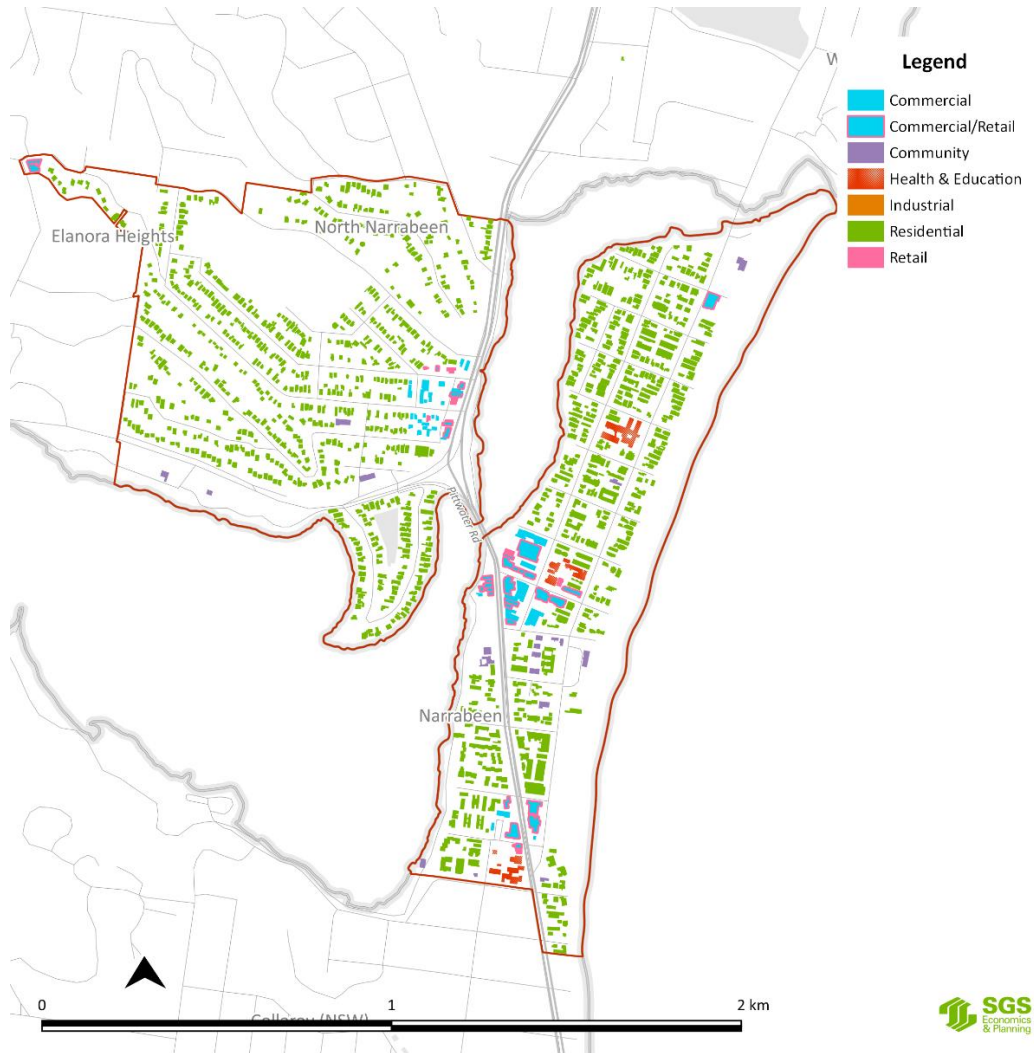 W
Legend
Commercial
Commercial/Retail
Community
Health & Education
Industrial
Residential
Retail
Elanora Heights
North Narrabeen
Pittwater Rd
Narrabeen
0
1
2 km
Collaroy (NSW)
SGS
Economics
& Planning